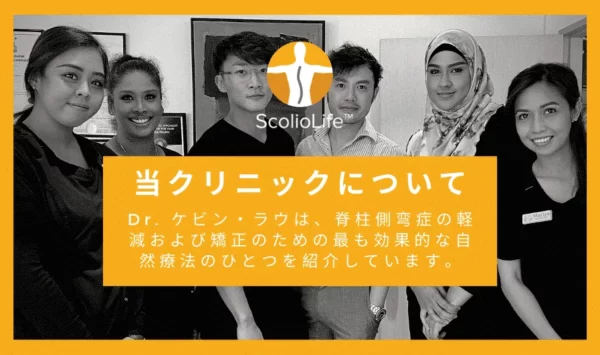 ScolioLife™
当クリニックについて
Dr. ケビン・ラウは、脊柱側弯症の軽
減および矯正のための最も効果的な自
然療法のひとつを紹介しています。